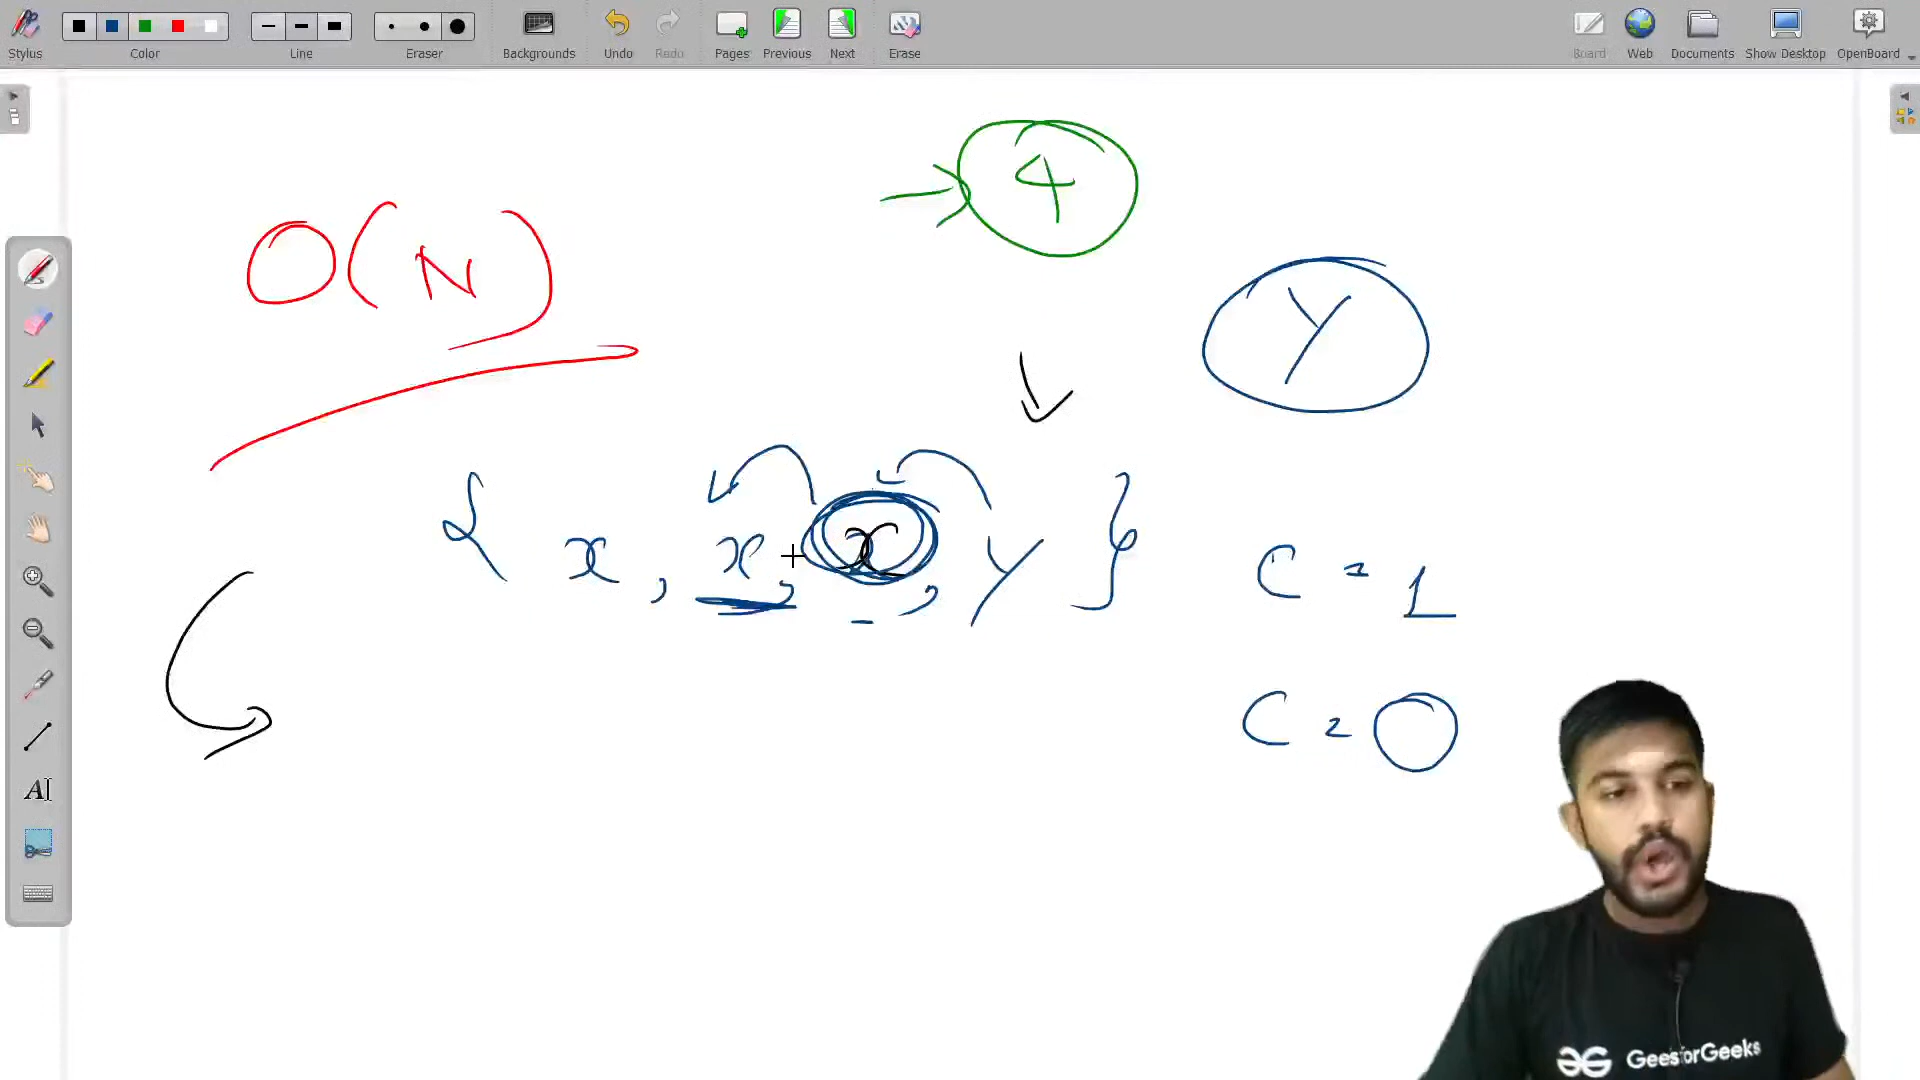 Stylus
Color
Line
Eraser
Backgrounds
Undo
Redo
Pages
Previous
Next
Erase
Board
Web
Documents
Show Desktop
OpenBoard
4
O(N)
Y
{ x, x, x, y }
C = 1
C = O
GeeksforGeeks